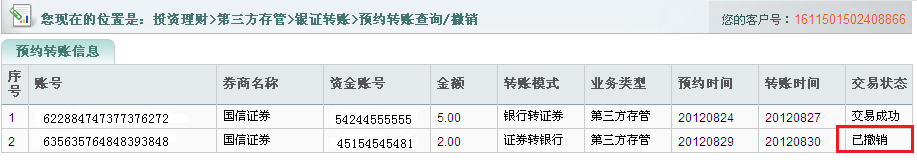 您现在的位置是：投资理财>第三方存管>银证转账>预约转账查询/撤销
您的客户号：1611501502408866
预约转账信息
序号 账号 券商名称 资金账号 金额 转账模式 业务类型 预约时间 转账时间 交易状态
1 622884747377376272 国信证券 54244555555 5.00 银行转证券 第三方存管 20120824 20120827 交易成功
2 635635764848393848 国信证券 45154545481 2.00 证券转银行 第三方存管 20120829 20120830 已撤销